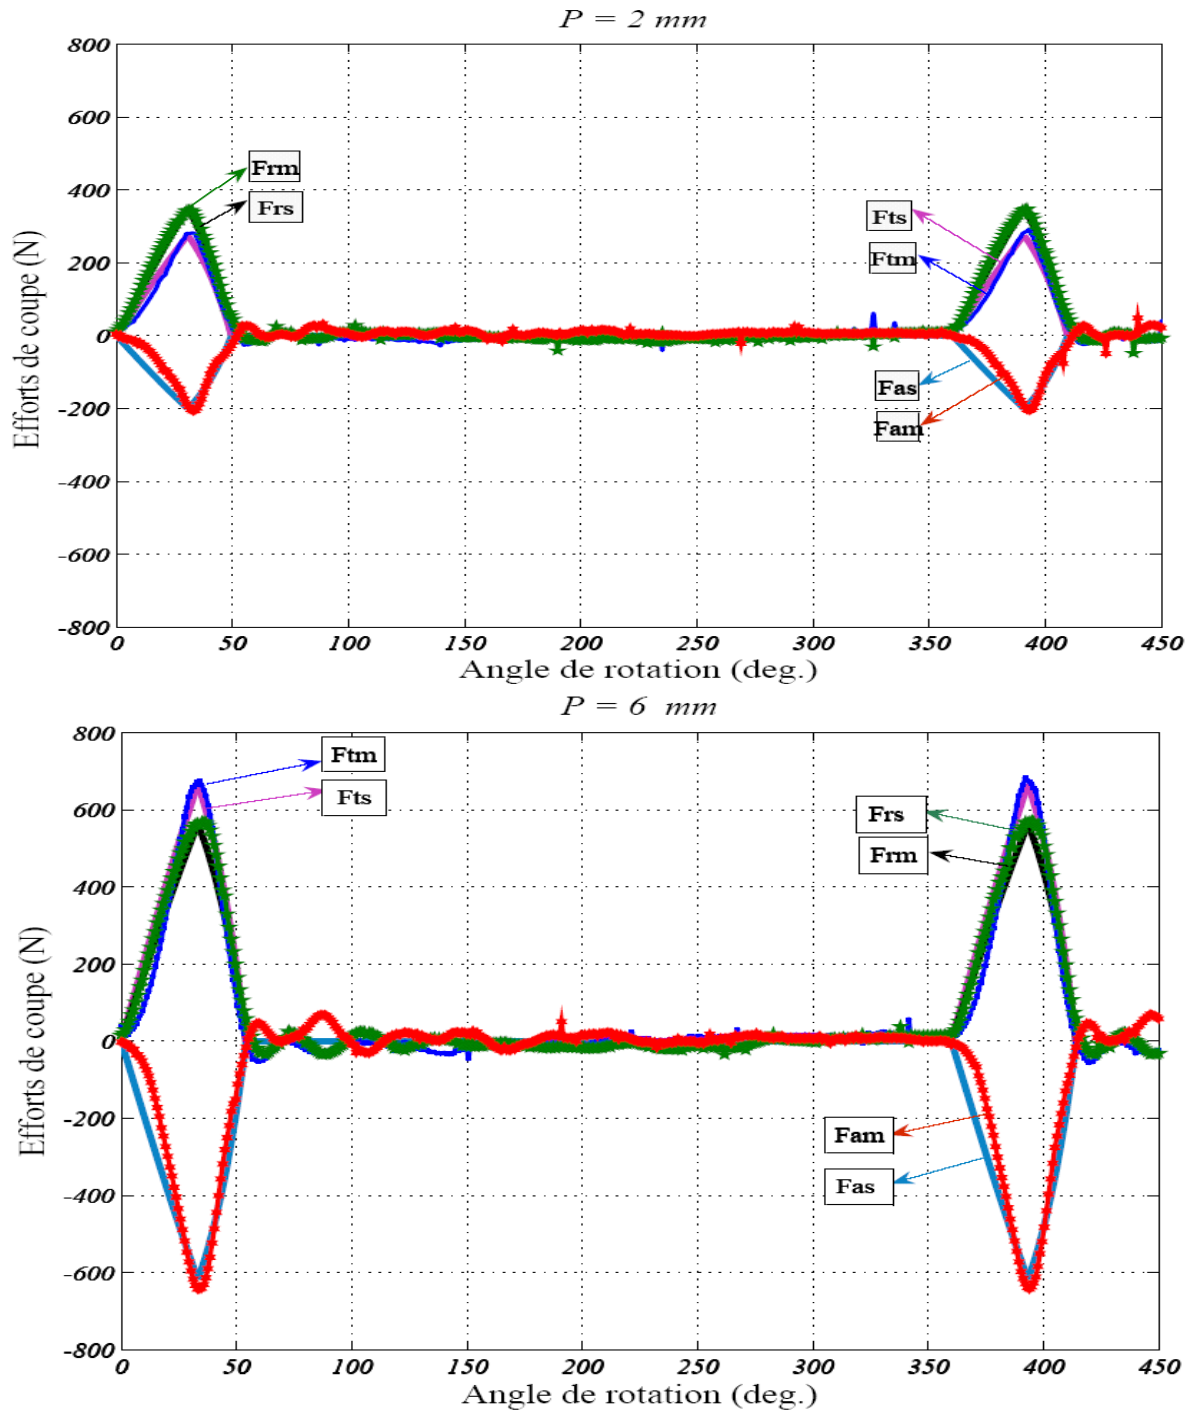 P = 2 mm
800
600
400
200
0
-200
-400
-600
-800
Efforts de coupe (N)
Frm
Frs
Fts
Ftm
Fas
Fam
0 50 100 150 200 250 300 350 400 450
Angle de rotation (deg.)
P = 6 mm
800
600
400
200
0
-200
-400
-600
-800
Efforts de coupe (N)
Ftm
Fts
Frs
Frm
Fam
Fas
0 50 100 150 200 250 300 350 400 450
Angle de rotation (deg.)